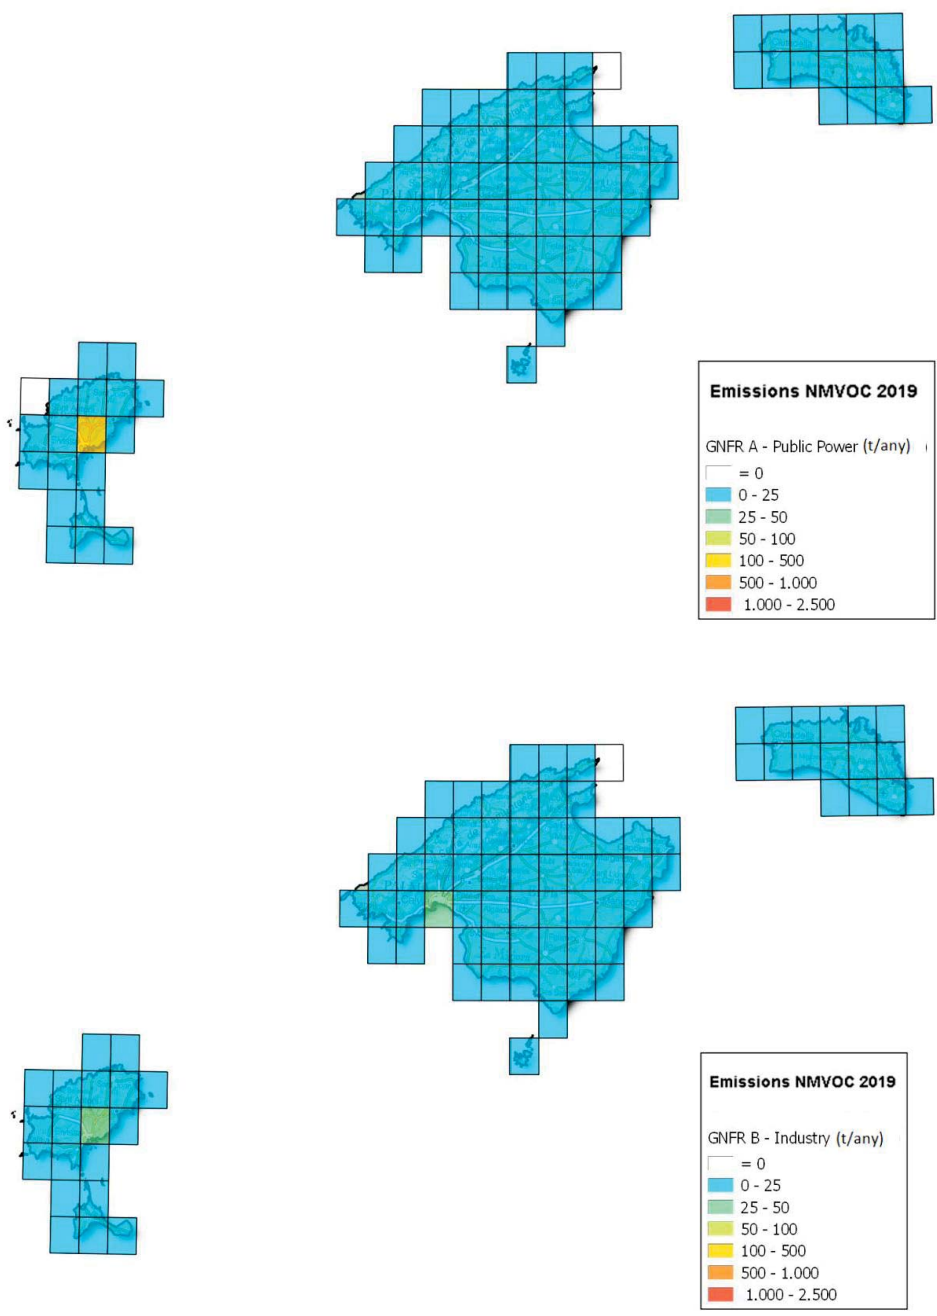 Emissions NMVOC 2019
GNFR A - Public Power (t/any) (
= 0
0 - 25
25 - 50
50 - 100
100 - 500
500 - 1.000
1.000 - 2.500
Emissions NMVOC 2019
GNFR B - Industry (t/any)
= 0
0 - 25
25 - 50
50 - 100
100 - 500
500 - 1.000
1.000 - 2.500